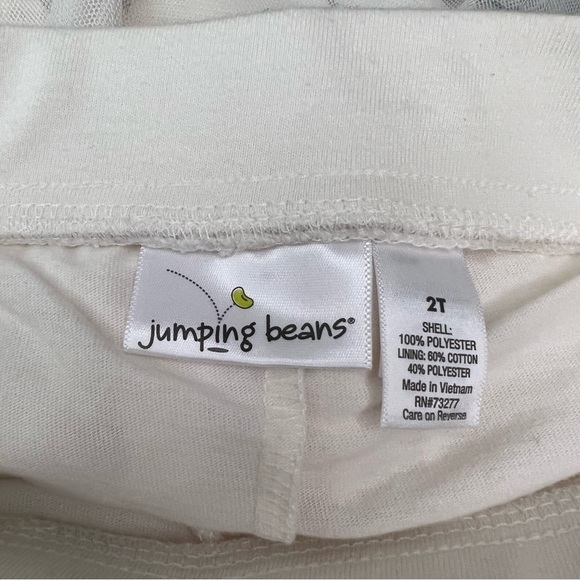 jumping beans®
2T
SHELL:
100% POLYESTER
LINING: 60% COTTON
40% POLYESTER
Made in Vietnam
RN#73277
Care on Reverse